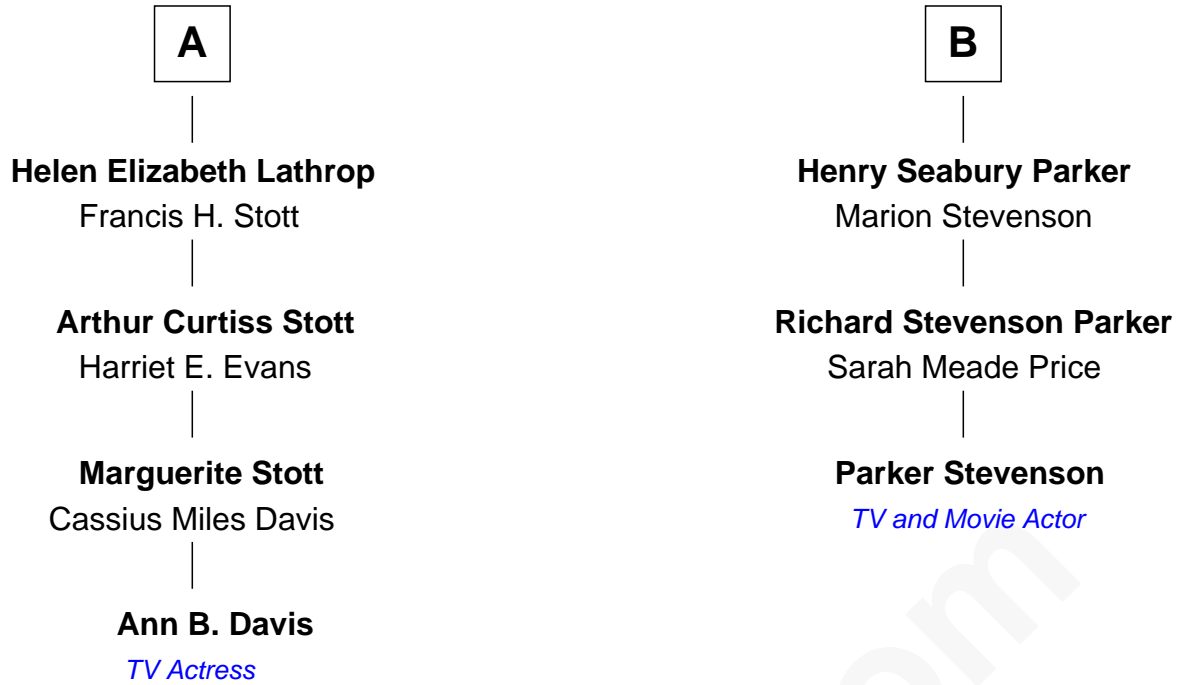 A
Helen Elizabeth Lathrop
Francis H. Stott
Arthur Curtiss Stott
Harriet E. Evans
Marguerite Stott
Cassius Miles Davis
Ann B. Davis
TV Actress
B
Henry Seabury Parker
Marion Stevenson
Richard Stevenson Parker
Sarah Meade Price
Parker Stevenson
TV and Movie Actor
om